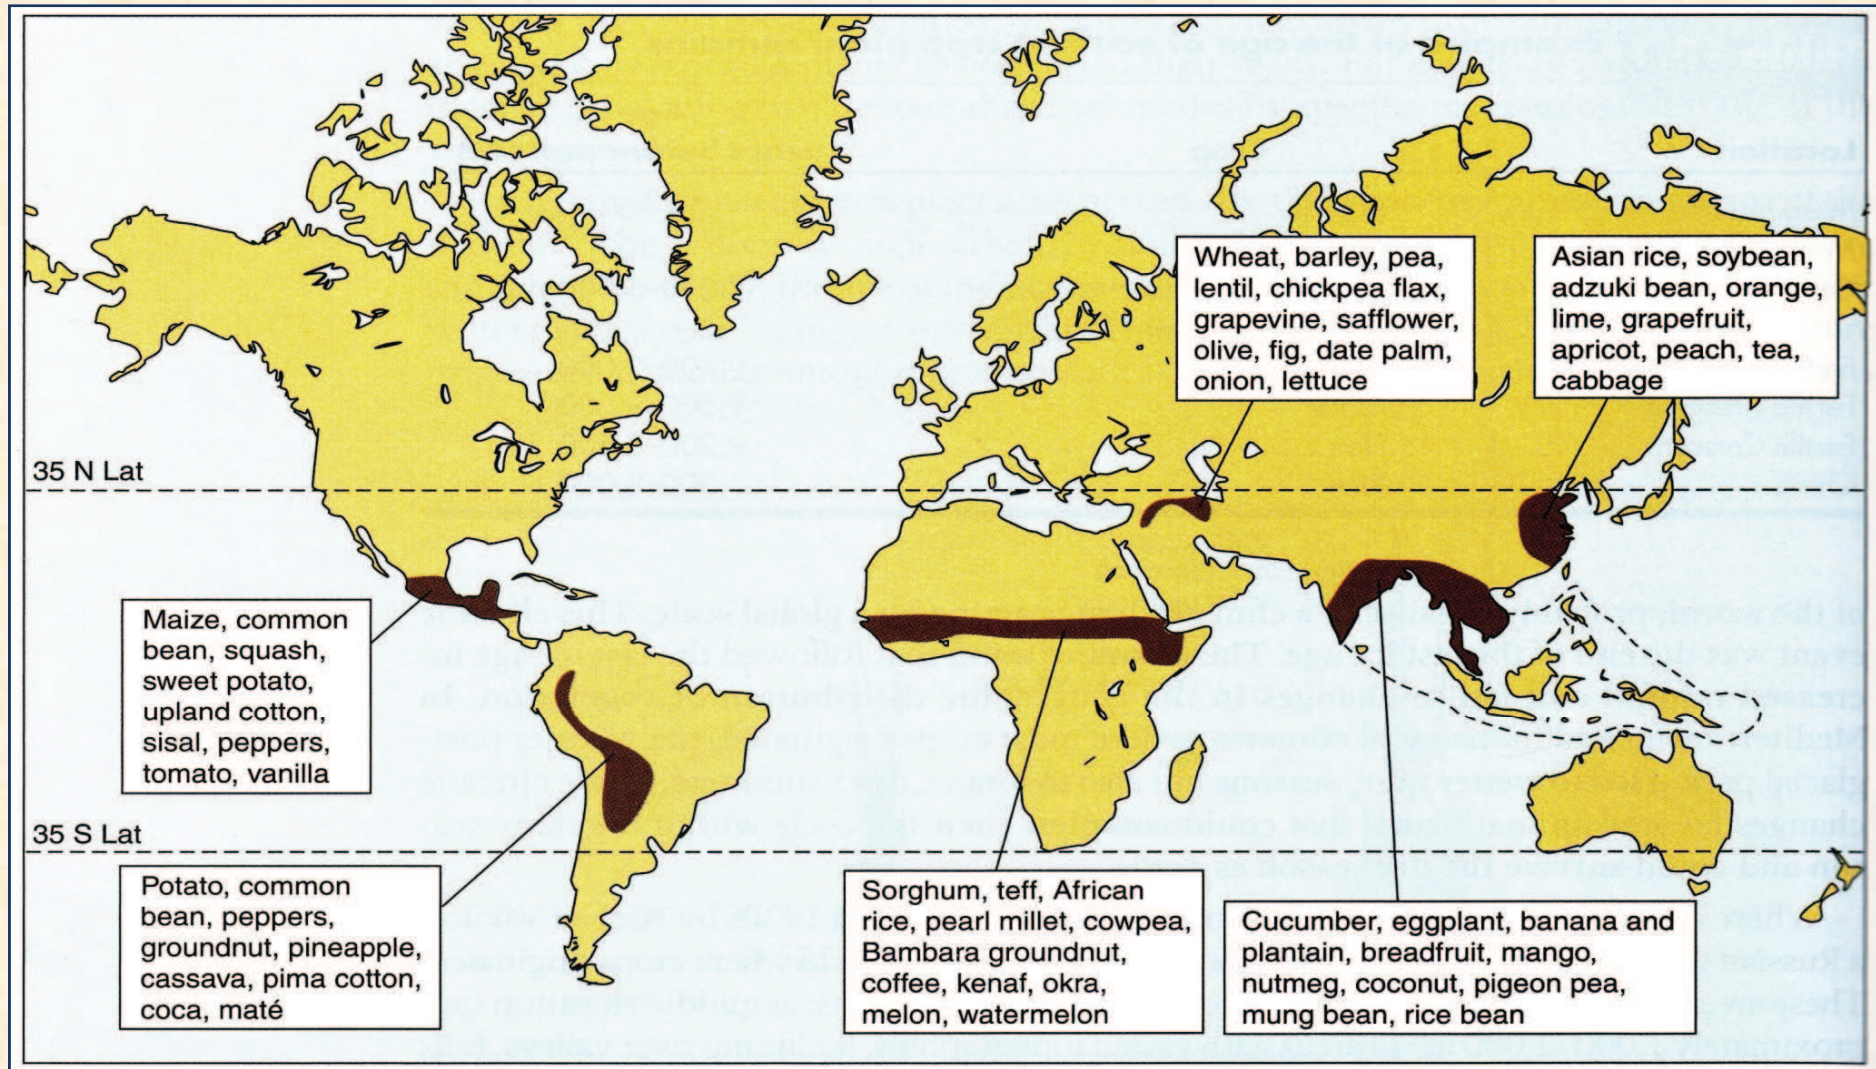 Wheat, barley, pea,
lentil, chickpea flax,
grapevine, safflower,
olive, fig, date palm,
onion, lettuce
Asian rice, soybean,
adzuki bean, orange,
lime, grapefruit,
apricot, peach, tea,
cabbage
35 N Lat
Maize, common
bean, squash,
sweet potato,
upland cotton,
sisal, peppers,
tomato, vanilla
35 S Lat
Potato, common
bean, peppers,
groundnut, pineapple,
cassava, pima cotton,
coca, maté
Sorghum, teff, African
rice, pearl millet, cowpea,
Bambara groundnut,
coffee, kenaf, okra,
melon, watermelon
Cucumber, eggplant, banana and
plantain, breadfruit, mango,
nutmeg, coconut, pigeon pea,
mung bean, rice bean